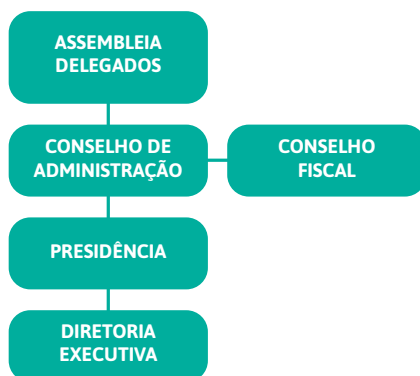 ASSEMBLEIA
DELEGADOS
CONSELHO DE
ADMINISTRAÇÃO
CONSELHO
FISCAL
PRESIDÊNCIA
DIRETORIA
EXECUTIVA